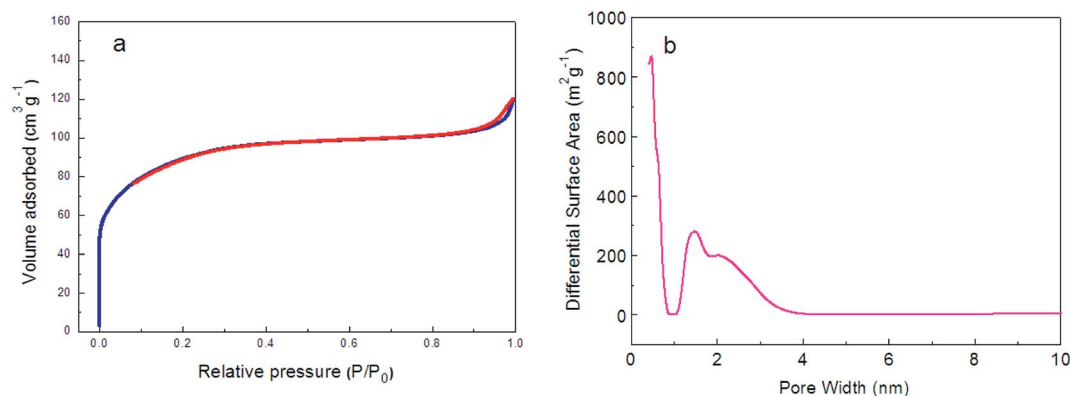 a
160
140
120
100
80
60
40
20
0
0.0 0.2 0.4 0.6 0.8 1.0
Volume adsorbed (cm³ g⁻¹)
Relative pressure (P/P₀)
b
1000
800
600
400
200
0
0 2 4 6 8 10
Differential Surface Area (m²g⁻¹)
Pore Width (nm)